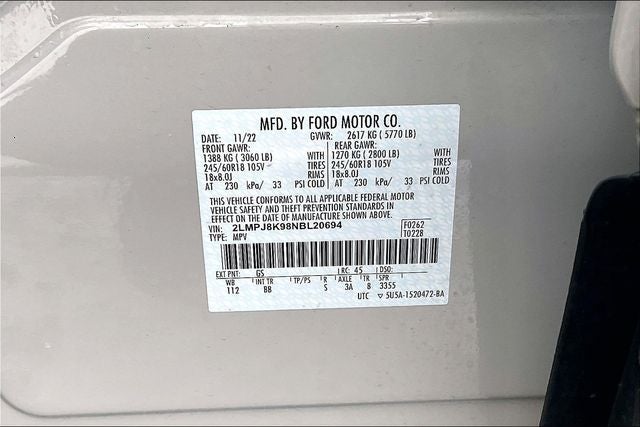 MFD. BY FORD MOTOR CO.
DATE: 11/22 GVWR: 2617 KG ( 5770 LB)
FRONT GAWR: REAR GAWR:
1388 KG ( 3060 LB) WITH 1270 KG ( 2800 LB) WITH
245/60R18 105V TIRES 245/60R18 105V TIRES
18x8.0J RIMS 18x8.0J RIMS
AT 230 kPa/ 33 PSI COLD AT 230 kPa/ 33 PSI COLD
THIS VEHICLE CONFORMS TO ALL APPLICABLE FEDERAL MOTOR
VEHICLE SAFETY AND THEFT PREVENTION STANDARDS IN
EFFECT ON THE DATE OF MANUFACTURE SHOWN ABOVE.
VIN: 2LMPJ8K98NBL20694 F0262
TYPE: MPV T0228
EXT PNT: GS RC: 45 DSO:
WB INT TR TP/PS R AXLE TR SPR
112 BB S 3A 8 3355
UTC ▽ 5U5A-1520472-BA